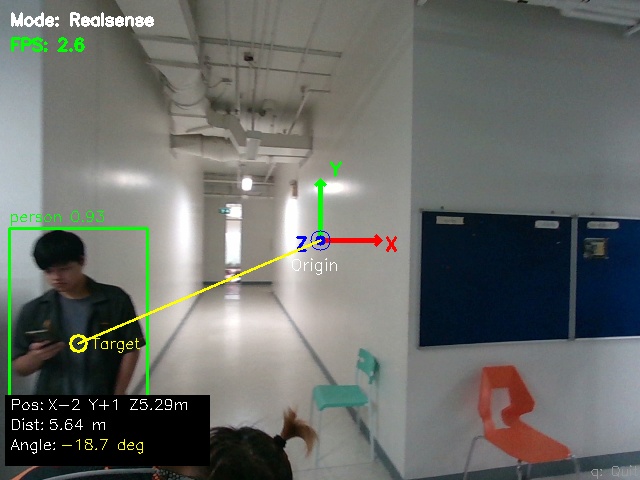 Mode: Realsense
FPS: 2.6
Y
Z
X
Origin
person 0.93
Target
Pos: X-2 Y+1 Z5.29m
Dist: 5.64 m
Angle: -18.7 deg
q: Quit